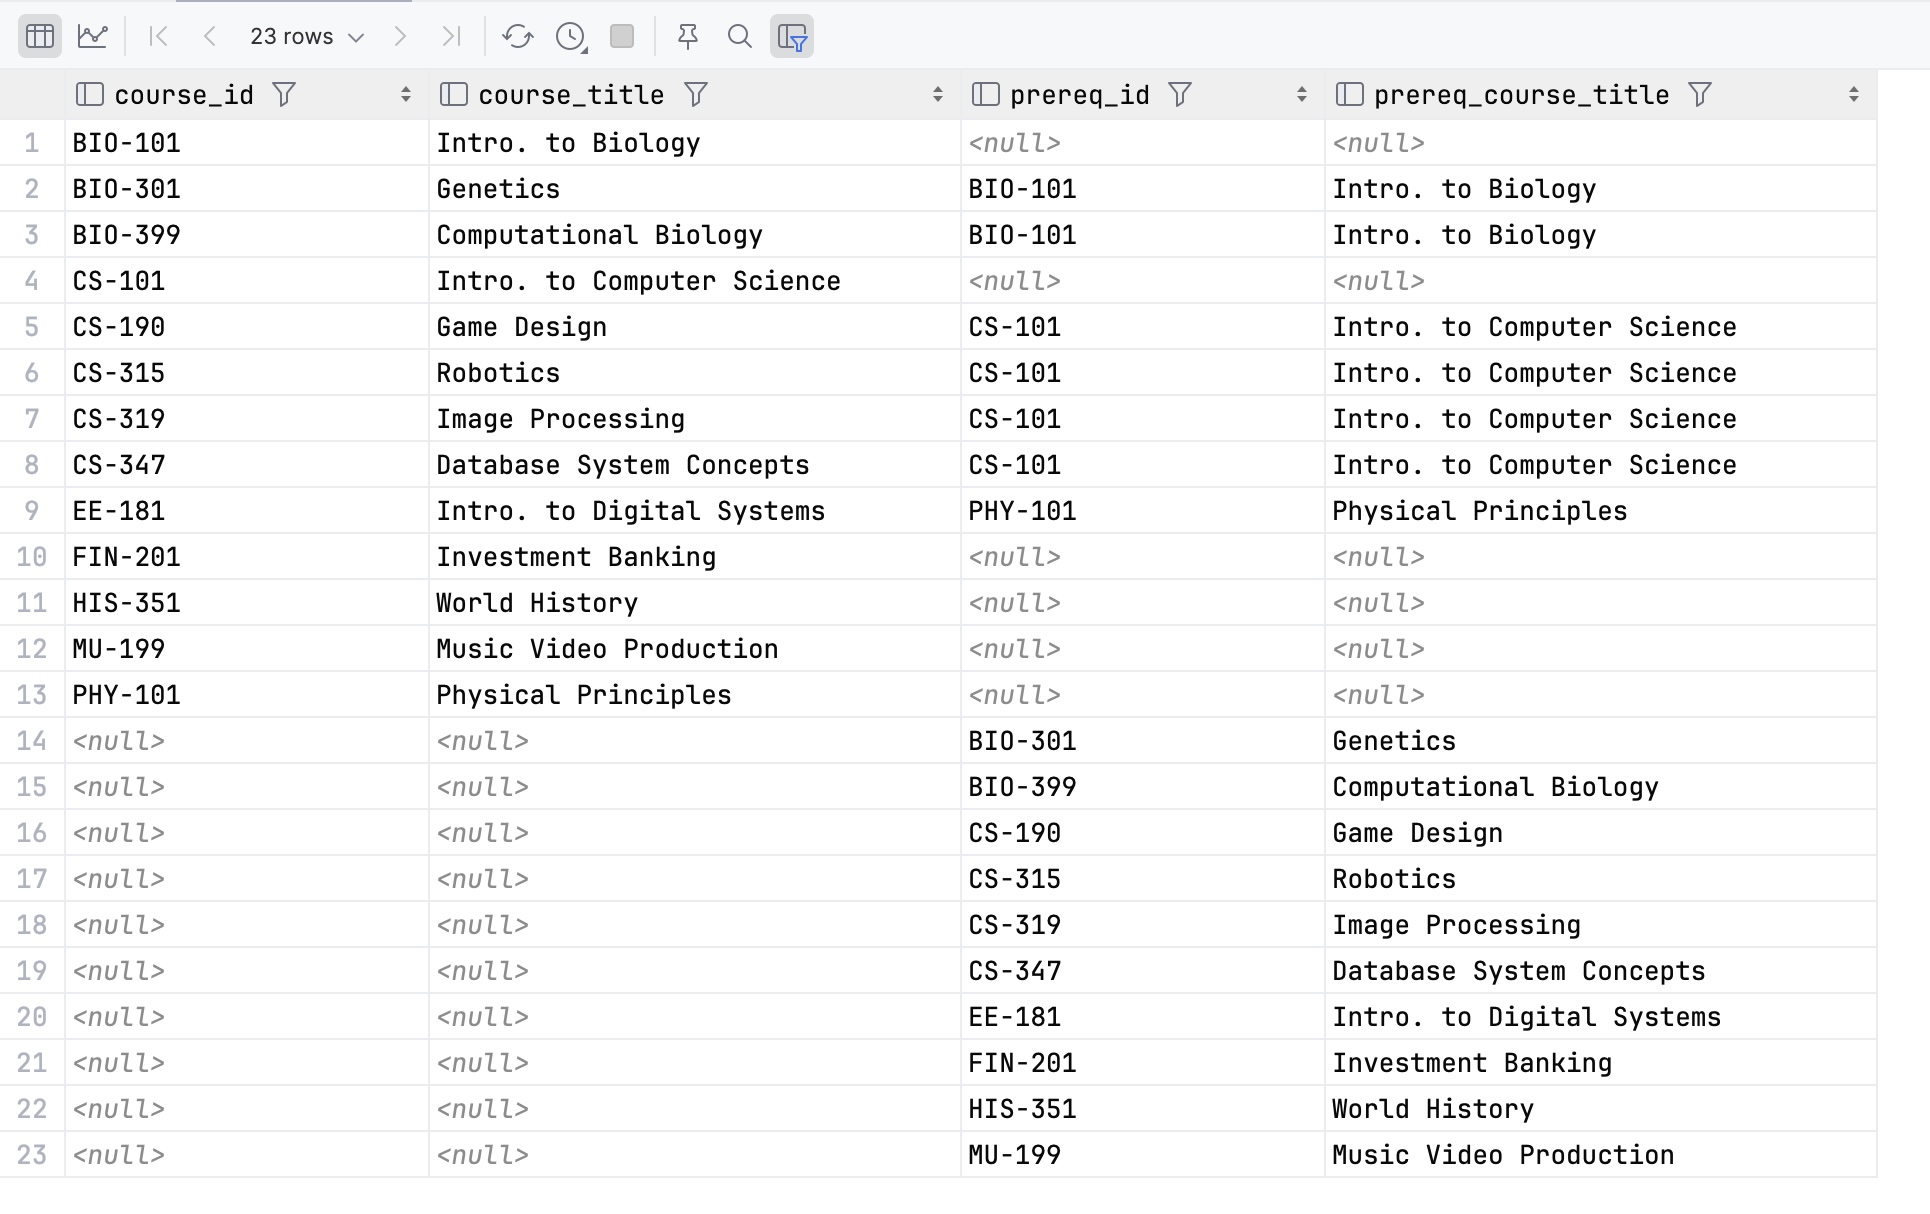 23 rows
course_id course_title prereq_id prereq_course_title
1 BIO-101 Intro. to Biology <null> <null>
2 BIO-301 Genetics BIO-101 Intro. to Biology
3 BIO-399 Computational Biology BIO-101 Intro. to Biology
4 CS-101 Intro. to Computer Science <null> <null>
5 CS-190 Game Design CS-101 Intro. to Computer Science
6 CS-315 Robotics CS-101 Intro. to Computer Science
7 CS-319 Image Processing CS-101 Intro. to Computer Science
8 CS-347 Database System Concepts CS-101 Intro. to Computer Science
9 EE-181 Intro. to Digital Systems PHY-101 Physical Principles
10 FIN-201 Investment Banking <null> <null>
11 HIS-351 World History <null> <null>
12 MU-199 Music Video Production <null> <null>
13 PHY-101 Physical Principles <null> <null>
14 <null> <null> BIO-301 Genetics
15 <null> <null> BIO-399 Computational Biology
16 <null> <null> CS-190 Game Design
17 <null> <null> CS-315 Robotics
18 <null> <null> CS-319 Image Processing
19 <null> <null> CS-347 Database System Concepts
20 <null> <null> EE-181 Intro. to Digital Systems
21 <null> <null> FIN-201 Investment Banking
22 <null> <null> HIS-351 World History
23 <null> <null> MU-199 Music Video Production